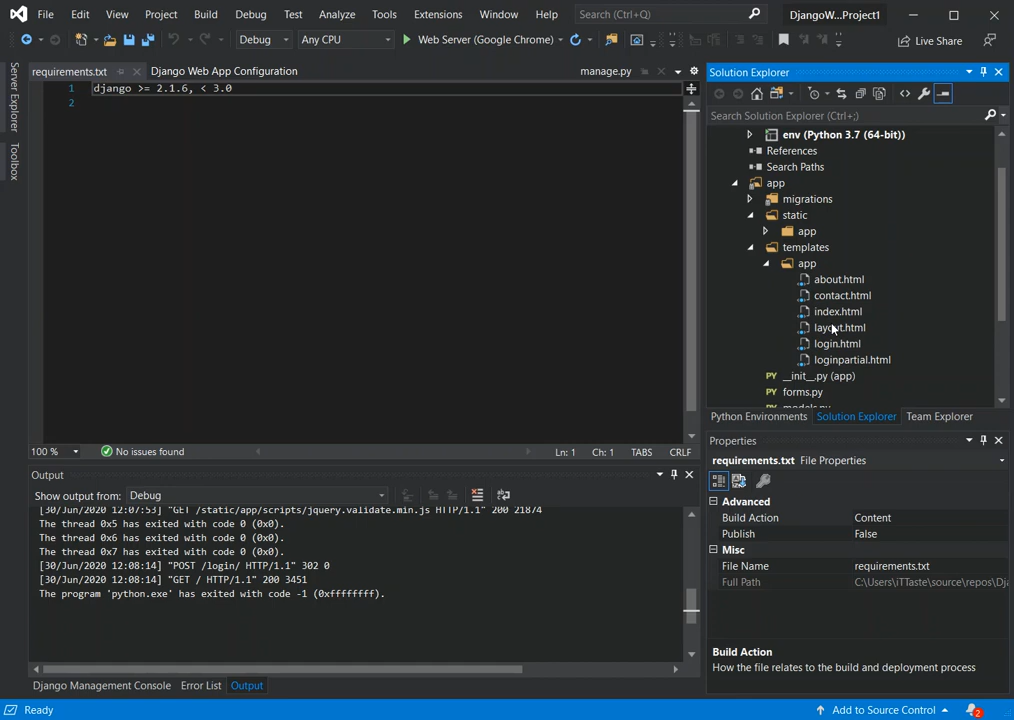 File Edit View Project Build Debug Test Analyze Tools Extensions Window Help Search (Ctrl+Q) DjangoW...Project1
Debug Any CPU Web Server (Google Chrome) Live Share
Server Explorer
Toolbox
requirements.txt Django Web App Configuration manage.py
1 django >= 2.1.6, < 3.0
2
100 % No issues found Ln: 1 Ch: 1 TABS CRLF
Output
Show output from: Debug
[30/Jun/2020 12:07:53] "GET /static/app/scripts/jquery.validate.min.js HTTP/1.1" 200 21874
The thread 0x5 has exited with code 0 (0x0).
The thread 0x6 has exited with code 0 (0x0).
The thread 0x7 has exited with code 0 (0x0).
[30/Jun/2020 12:08:14] "POST /login/ HTTP/1.1" 302 0
[30/Jun/2020 12:08:14] "GET / HTTP/1.1" 200 3451
The program 'python.exe' has exited with code -1 (0xffffffff).
Django Management Console Error List Output
Solution Explorer
Search Solution Explorer (Ctrl+;)
env (Python 3.7 (64-bit))
References
Search Paths
app
migrations
static
app
templates
app
about.html
contact.html
index.html
layout.html
login.html
loginpartial.html
PY __init__.py (app)
PY forms.py
PY models.py
Python Environments Solution Explorer Team Explorer
Properties
requirements.txt File Properties
Advanced
Build Action Content
Publish False
Misc
File Name requirements.txt
Full Path C:\Users\iTTaste\source\repos\Dj
Build Action
How the file relates to the build and deployment process
Ready Add to Source Control 2